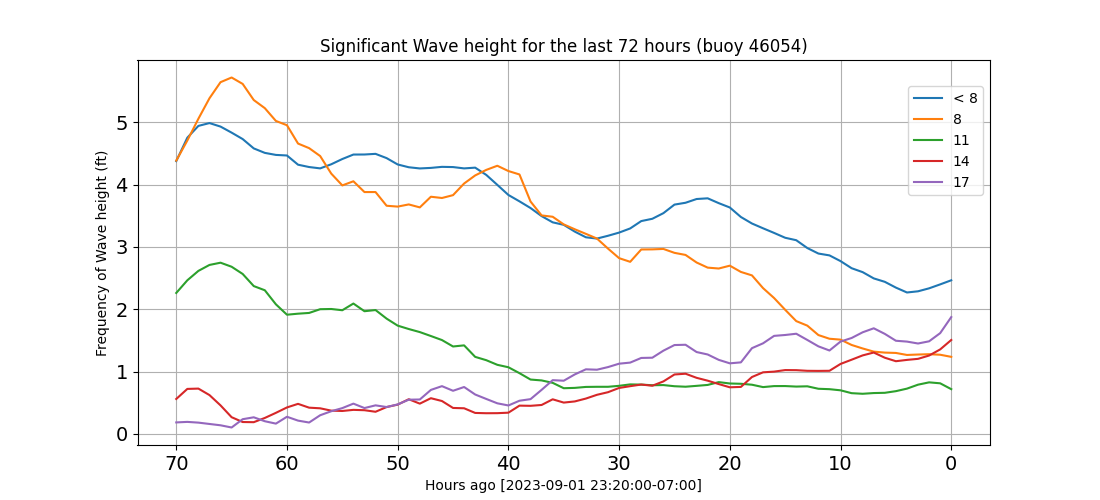 Significant Wave height for the last 72 hours (buoy 46054)
Frequency of Wave height (ft)
5
4
3
2
1
0
< 8
8
11
14
17
70 60 50 40 30 20 10 0
Hours ago [2023-09-01 23:20:00-07:00]